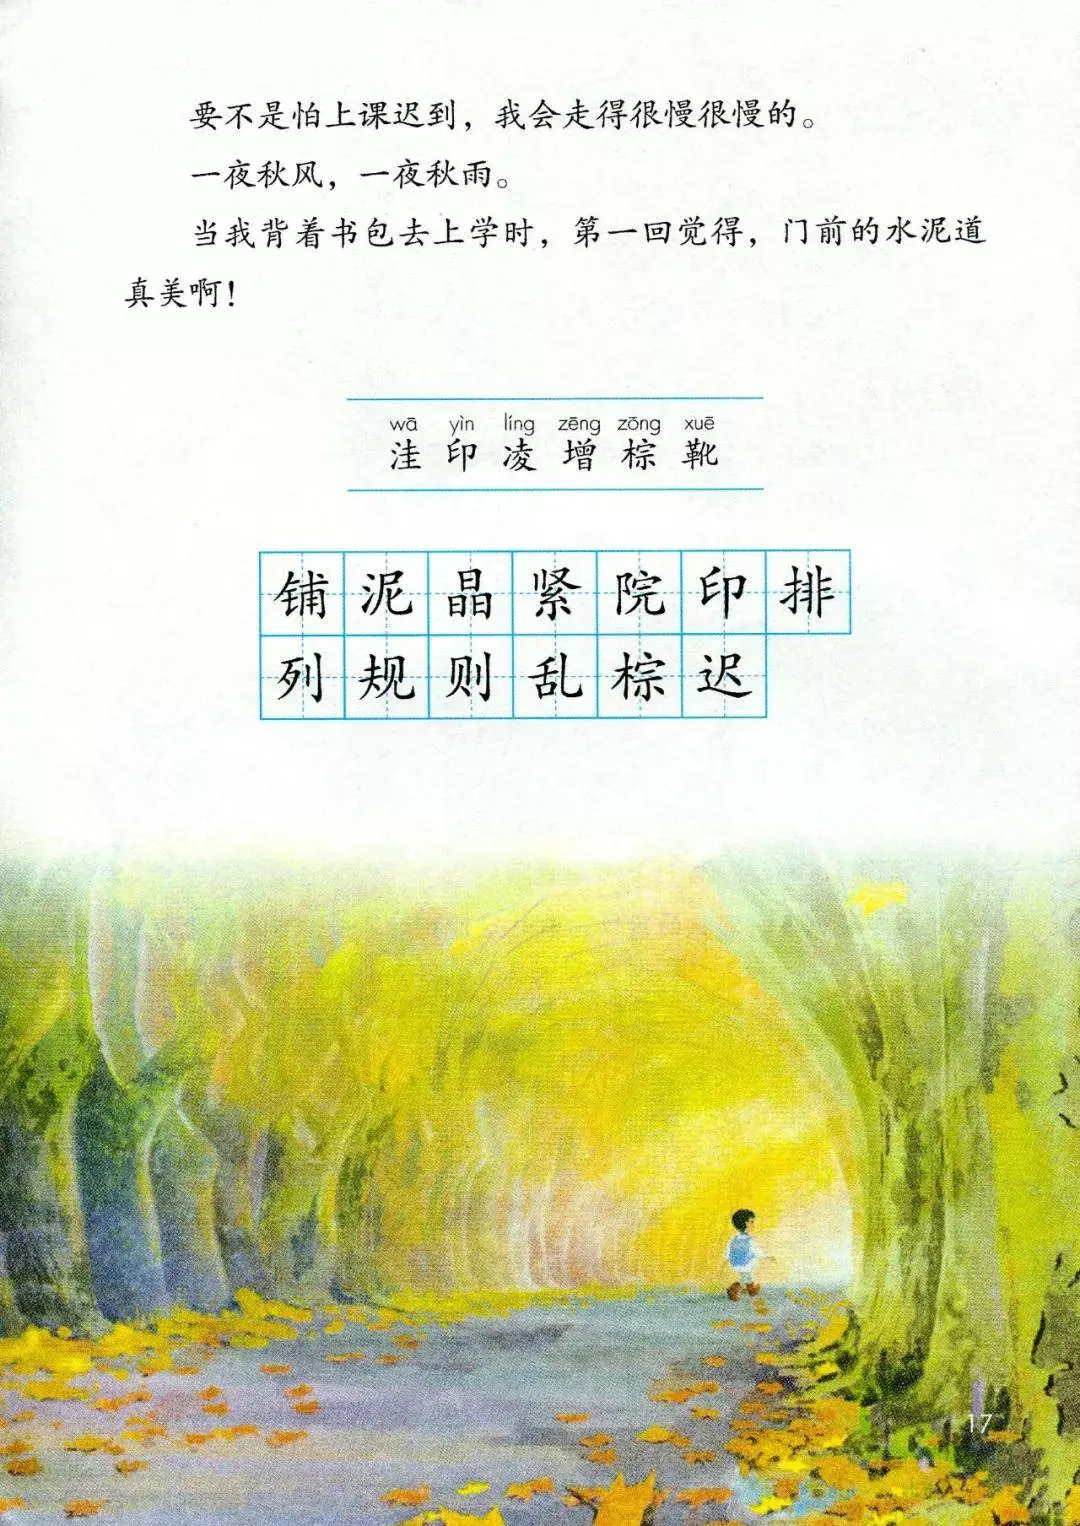 要不是怕上课迟到，我会走得很慢很慢的。
一夜秋风，一夜秋雨。
当我背着书包去上学时，第一回觉得，门前的水泥道
真美啊！
wā yìn líng zēng zōng xuē
洼 印 凌 增 棕 靴
铺 泥 晶 紧 院 印 排
列 规 则 乱 棕 迟
17